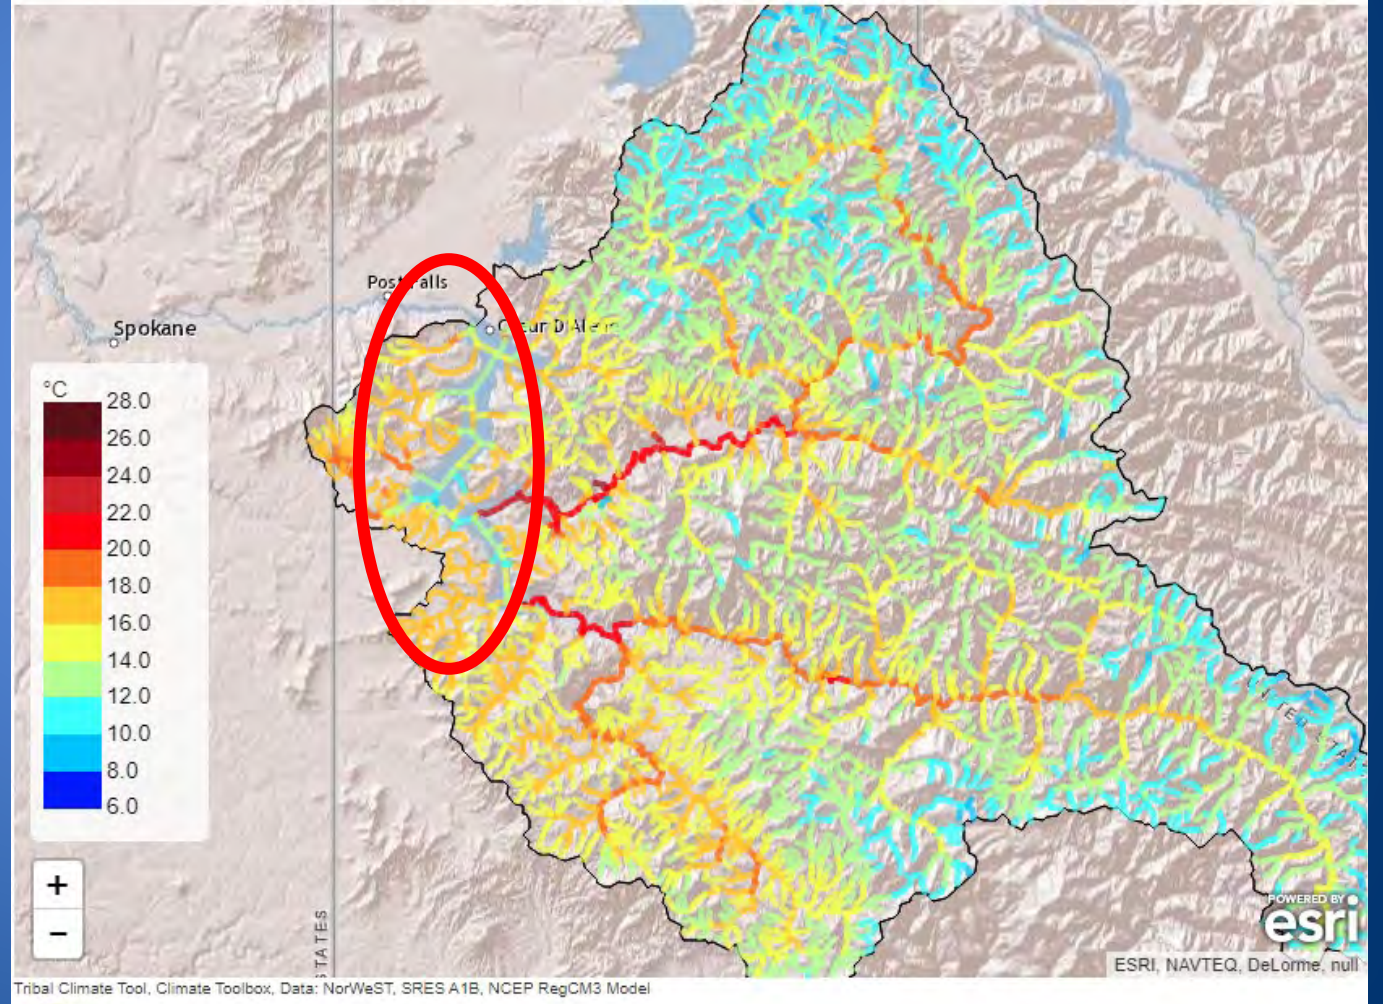 Post Falls
Spokane
°C
28.0
26.0
24.0
22.0
20.0
18.0
16.0
14.0
12.0
10.0
8.0
6.0
+
−
STATES
POWERED BY
esri
ESRI, NAVTEQ, DeLorme, null
Tribal Climate Tool, Climate Toolbox, Data: NorWeST, SRES A1B, NCEP RegCM3 Model